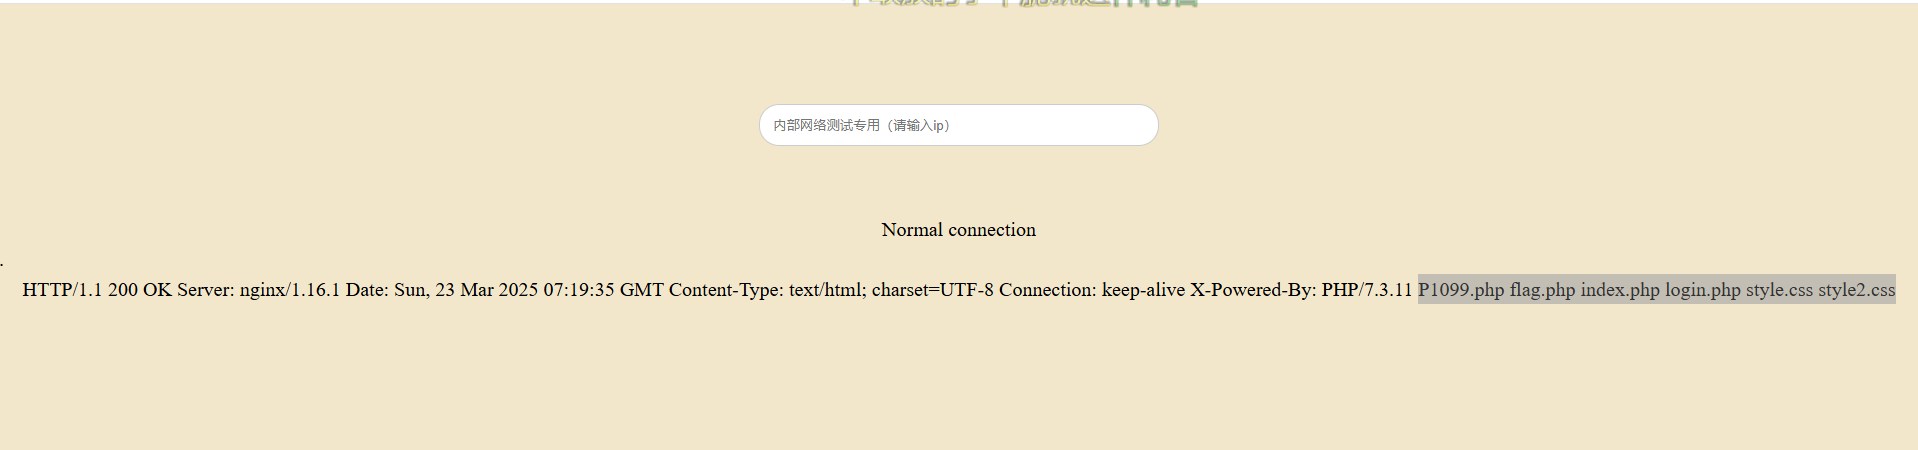 内部网络测试专用（请输入ip）
Normal connection
.
HTTP/1.1 200 OK Server: nginx/1.16.1 Date: Sun, 23 Mar 2025 07:19:35 GMT Content-Type: text/html; charset=UTF-8 Connection: keep-alive X-Powered-By: PHP/7.3.11 P1099.php flag.php index.php login.php style.css style2.css